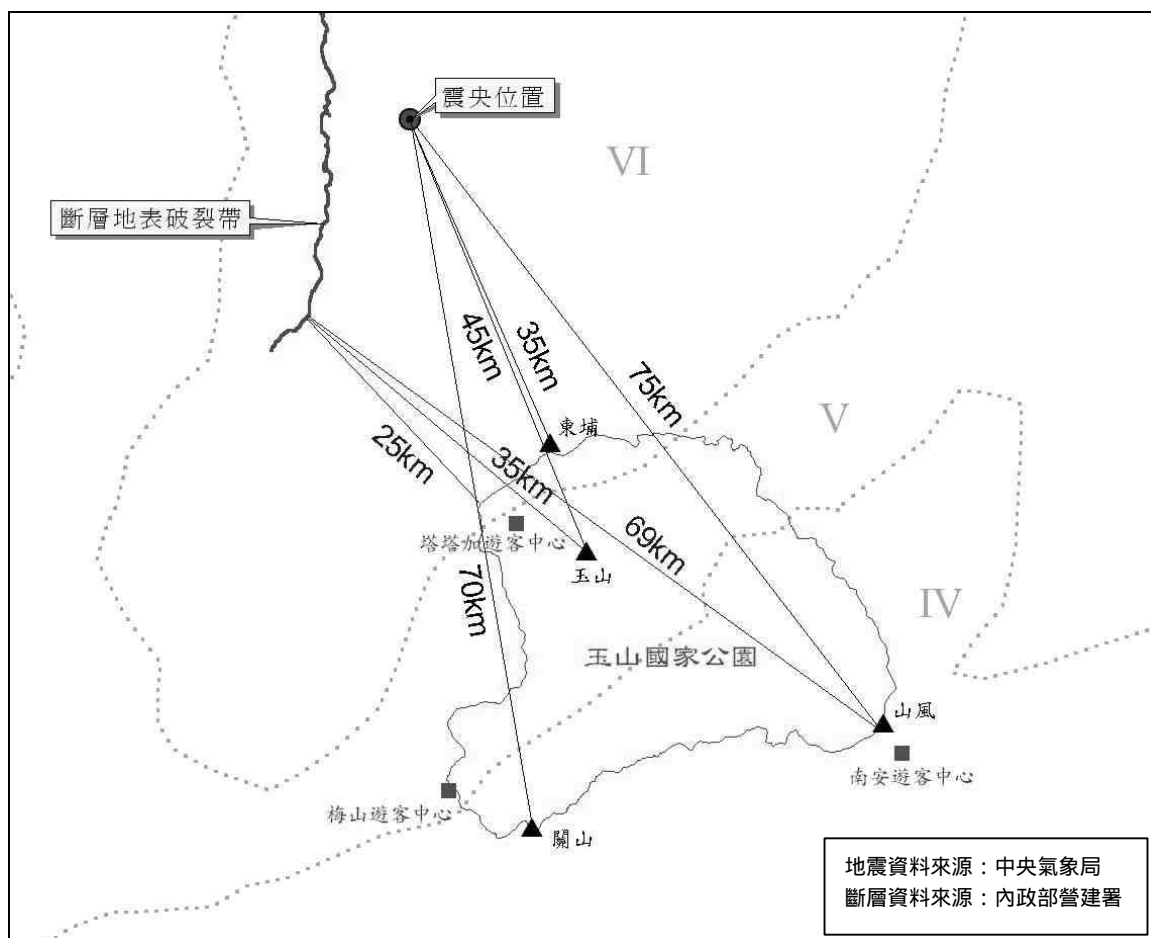 震央位置
VI
斷層地表破裂帶
45km
35km
75km
V
東埔
25km
35km
塔塔加遊客中心
69km
玉山
70km
IV
玉山國家公園
山風
南安遊客中心
梅山遊客中心
關山
地震資料來源：中央氣象局
斷層資料來源：內政部營建署